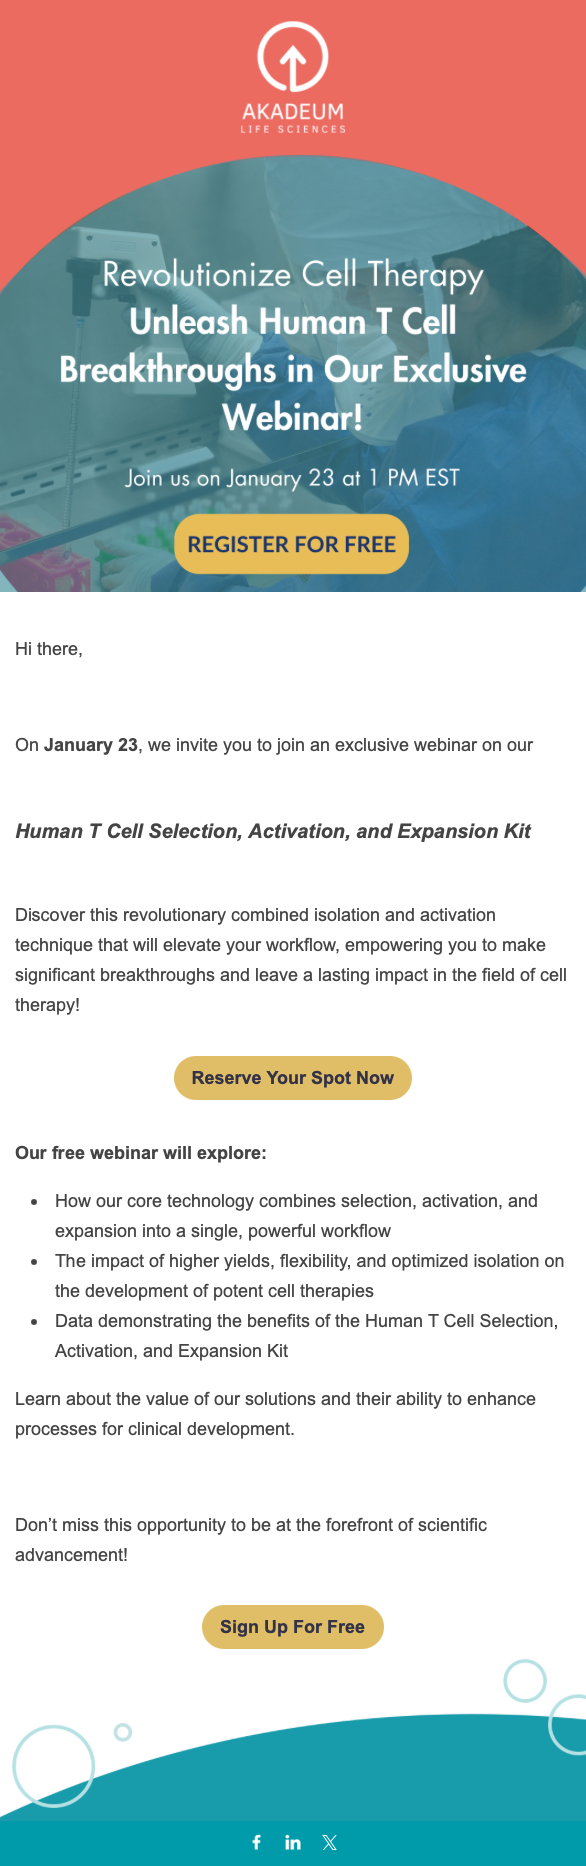 AKADEUM
LIFE SCIENCES
Revolutionize Cell Therapy
Unleash Human T Cell
Breakthroughs in Our Exclusive
Webinar!
Join us on January 23 at 1 PM EST
REGISTER FOR FREE
Hi there,
On January 23, we invite you to join an exclusive webinar on our
Human T Cell Selection, Activation, and Expansion Kit
Discover this revolutionary combined isolation and activation
technique that will elevate your workflow, empowering you to make
significant breakthroughs and leave a lasting impact in the field of cell
therapy!
Reserve Your Spot Now
Our free webinar will explore:
• How our core technology combines selection, activation, and
expansion into a single, powerful workflow
• The impact of higher yields, flexibility, and optimized isolation on
the development of potent cell therapies
• Data demonstrating the benefits of the Human T Cell Selection,
Activation, and Expansion Kit
Learn about the value of our solutions and their ability to enhance
processes for clinical development.
Don’t miss this opportunity to be at the forefront of scientific
advancement!
Sign Up For Free